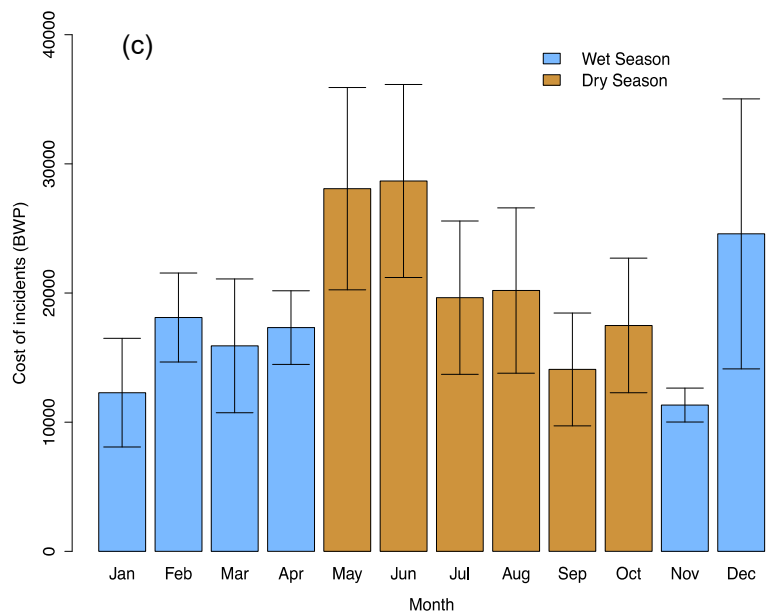 (c)
Wet Season
Dry Season
Cost of incidents (BWP)
40000
30000
20000
10000
0
Jan Feb Mar Apr May Jun Jul Aug Sep Oct Nov Dec
Month